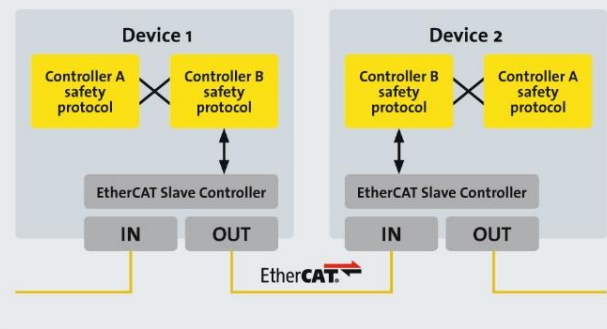 Device 1
Controller A
safety
protocol
Controller B
safety
protocol
EtherCAT Slave Controller
IN
OUT
Device 2
Controller B
safety
protocol
Controller A
safety
protocol
EtherCAT Slave Controller
IN
OUT
EtherCAT.